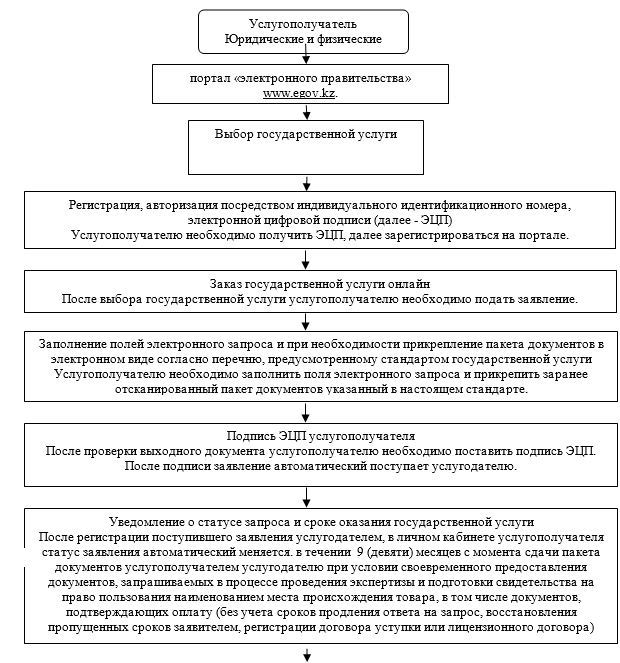 Услугополучатель
Юридические и физические
портал «электронного правительства»
www.egov.kz.
Выбор государственной услуги
Регистрация, авторизация посредством индивидуального идентификационного номера,
электронной цифровой подписи (далее - ЭЦП)
Услугополучателю необходимо получить ЭЦП, далее зарегистрироваться на портале.
Заказ государственной услуги онлайн
После выбора государственной услуги услугополучателю необходимо подать заявление.
Заполнение полей электронного запроса и при необходимости прикрепление пакета документов в
электронном виде согласно перечню, предусмотренному стандартом государственной услуги
Услугополучателю необходимо заполнить поля электронного запроса и прикрепить заранее
отсканированный пакет документов указанный в настоящем стандарте.
Подпись ЭЦП услугополучателя
После проверки выходного документа услугополучателю необходимо поставить подпись ЭЦП.
После подписи заявление автоматический поступает услугодателю.
Уведомление о статусе запроса и сроке оказания государственной услуги
После регистрации поступившего заявления услугодателем, в личном кабинете услугополучателя
статус заявления автоматический меняется. в течении 9 (девяти) месяцев с момента сдачи пакета
документов услугополучателем услугодателю при условии своевременного предоставления
документов, запрашиваемых в процессе проведения экспертизы и подготовки свидетельства на
право пользования наименованием места происхождения товара, в том числе документов,
подтверждающих оплату (без учета сроков продления ответа на запрос, восстановления
пропущенных сроков заявителем, регистрации договора уступки или лицензионного договора)